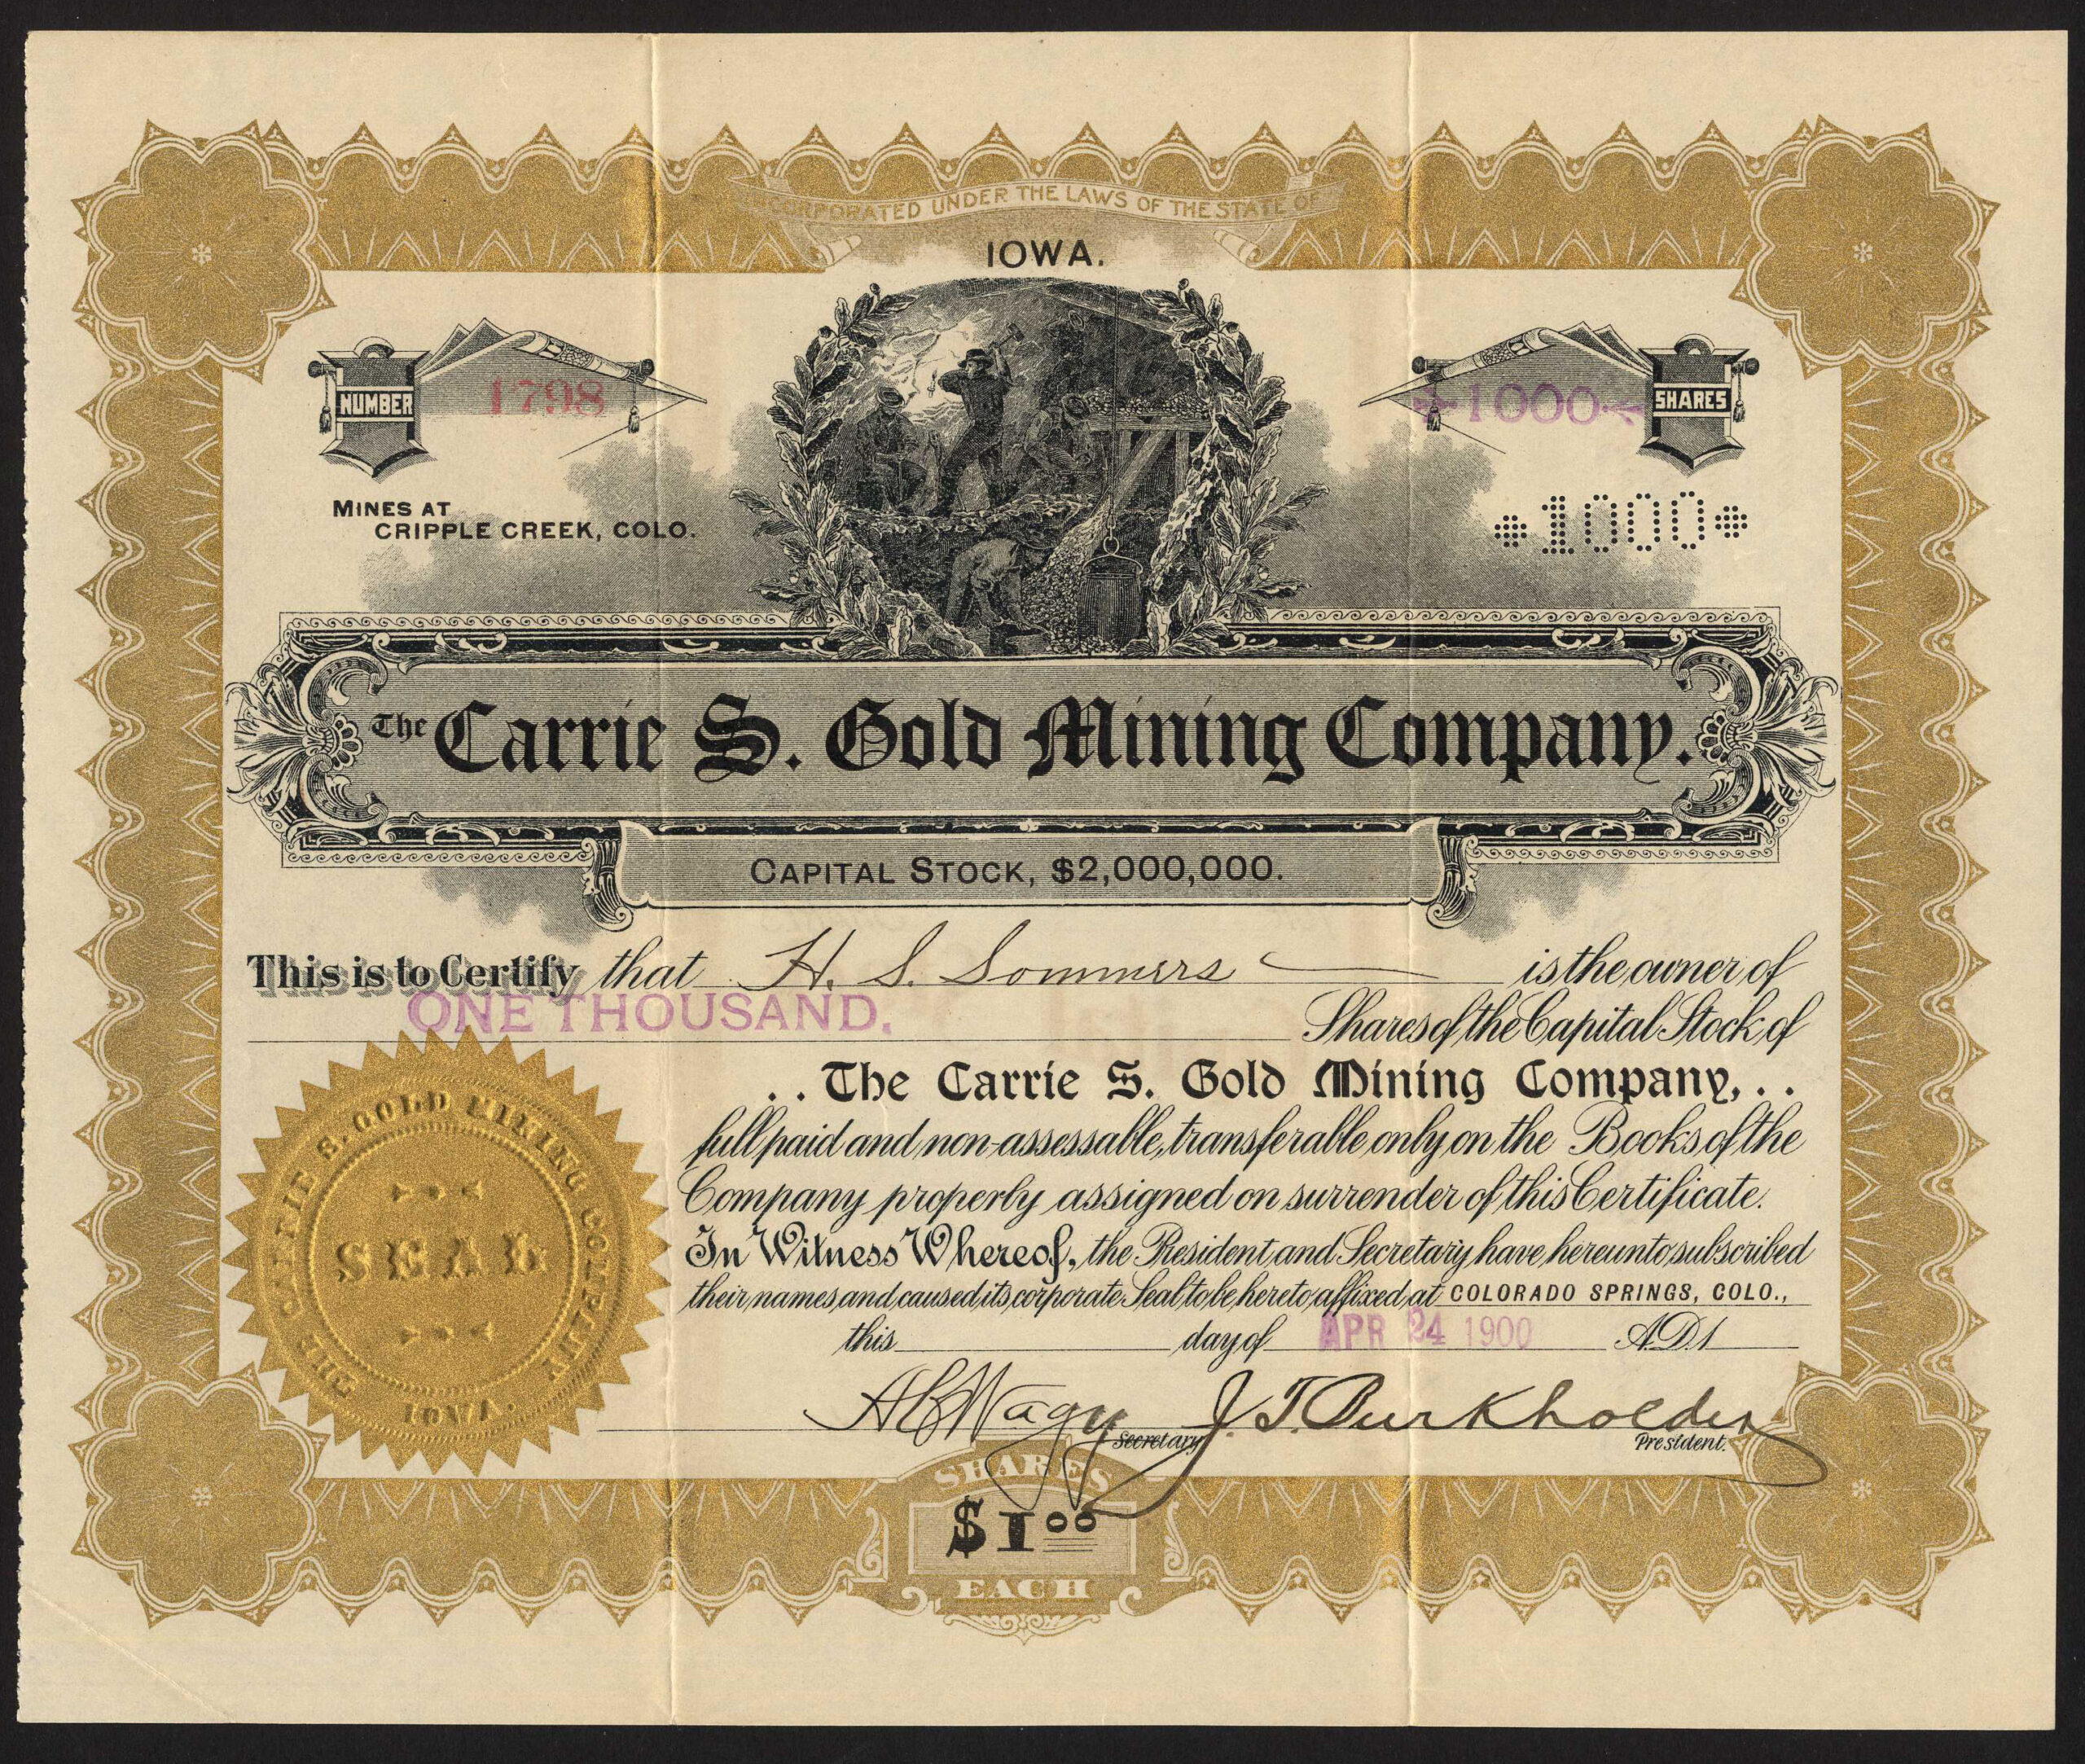 INCORPORATED UNDER THE LAWS OF THE STATE OF
IOWA.
NUMBER 1798
1000 SHARES
MINES AT
CRIPPLE CREEK, COLO.
1000
The Carrie S. Gold Mining Company.
CAPITAL STOCK, $2,000,000.
This is to Certify that H. S. Sommers is the owner of
ONE THOUSAND. Shares of the Capital Stock of
. . The Carrie S. Gold Mining Company, . .
full paid and non-assessable, transferable only on the Books of the
Company properly assigned on surrender of this Certificate.
In Witness Whereof, the President and Secretary have hereunto subscribed
their names and caused its corporate Seal to be hereto affixed at COLORADO SPRINGS, COLO.,
this day of APR 24 1900 A.D. 1
THE CARRIE S. GOLD MINING COMPANY
SEAL
IOWA.
A C Wagy J. T. Burkholder
Secretary President.
SHARES
$1.00
EACH